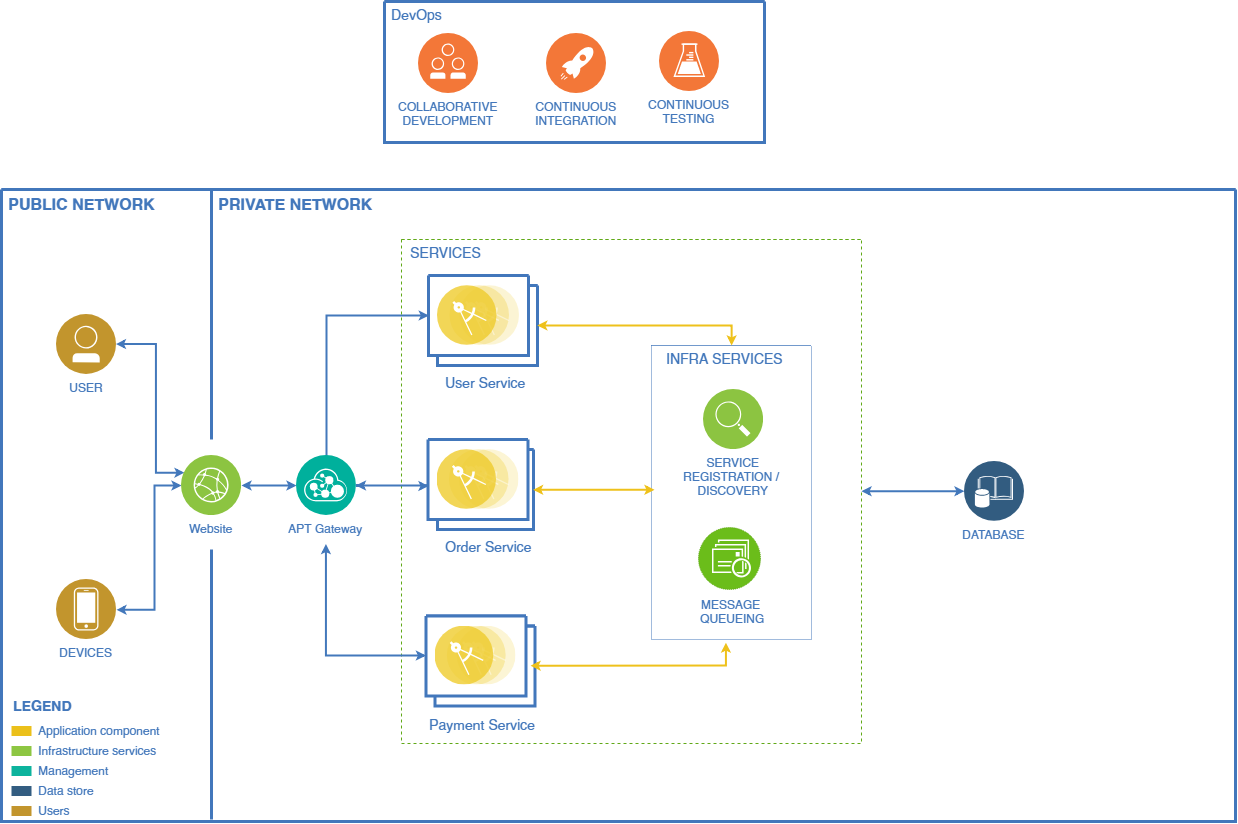 DevOps
COLLABORATIVE
DEVELOPMENT
CONTINUOUS
INTEGRATION
CONTINUOUS
TESTING
PUBLIC NETWORK
PRIVATE NETWORK
SERVICES
User Service
INFRA SERVICES
USER
SERVICE
REGISTRATION /
DISCOVERY
Website
APT Gateway
Order Service
DATABASE
MESSAGE
QUEUEING
DEVICES
Payment Service
LEGEND
Application component
Infrastructure services
Management
Data store
Users